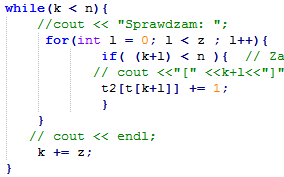 while(k < n){
//cout << "Sprawdzam: ";
for(int l = 0; l < z ; l++){
if( (k+l) < n ){ // Za
// cout <<"[" <<k+l<<"]"
t2[t[k+l]] += 1;
}
}
// cout << endl;
k += z;
}